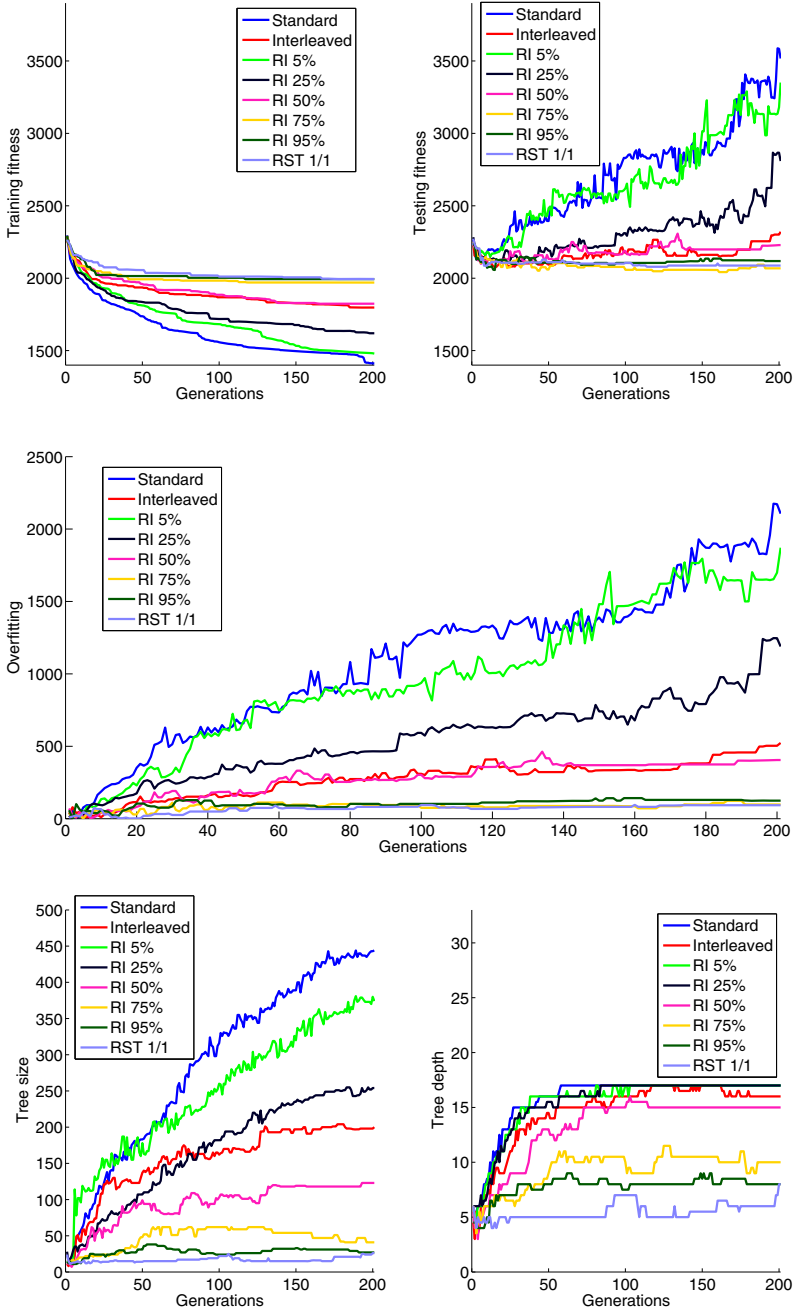 Training fitness
3500
3000
2500
2000
1500
0
50
100
150
200
Generations
Standard
Interleaved
RI 5%
RI 25%
RI 50%
RI 75%
RI 95%
RST 1/1
Testing fitness
3500
3000
2500
2000
1500
0
50
100
150
200
Generations
Standard
Interleaved
RI 5%
RI 25%
RI 50%
RI 75%
RI 95%
RST 1/1
Overfitting
2500
2000
1500
1000
500
0
0
20
40
60
80
100
120
140
160
180
200
Generations
Standard
Interleaved
RI 5%
RI 25%
RI 50%
RI 75%
RI 95%
RST 1/1
Tree size
500
450
400
350
300
250
200
150
100
50
0
0
50
100
150
200
Generations
Standard
Interleaved
RI 5%
RI 25%
RI 50%
RI 75%
RI 95%
RST 1/1
Tree depth
30
25
20
15
10
5
0
0
50
100
150
200
Generations
Standard
Interleaved
RI 5%
RI 25%
RI 50%
RI 75%
RI 95%
RST 1/1